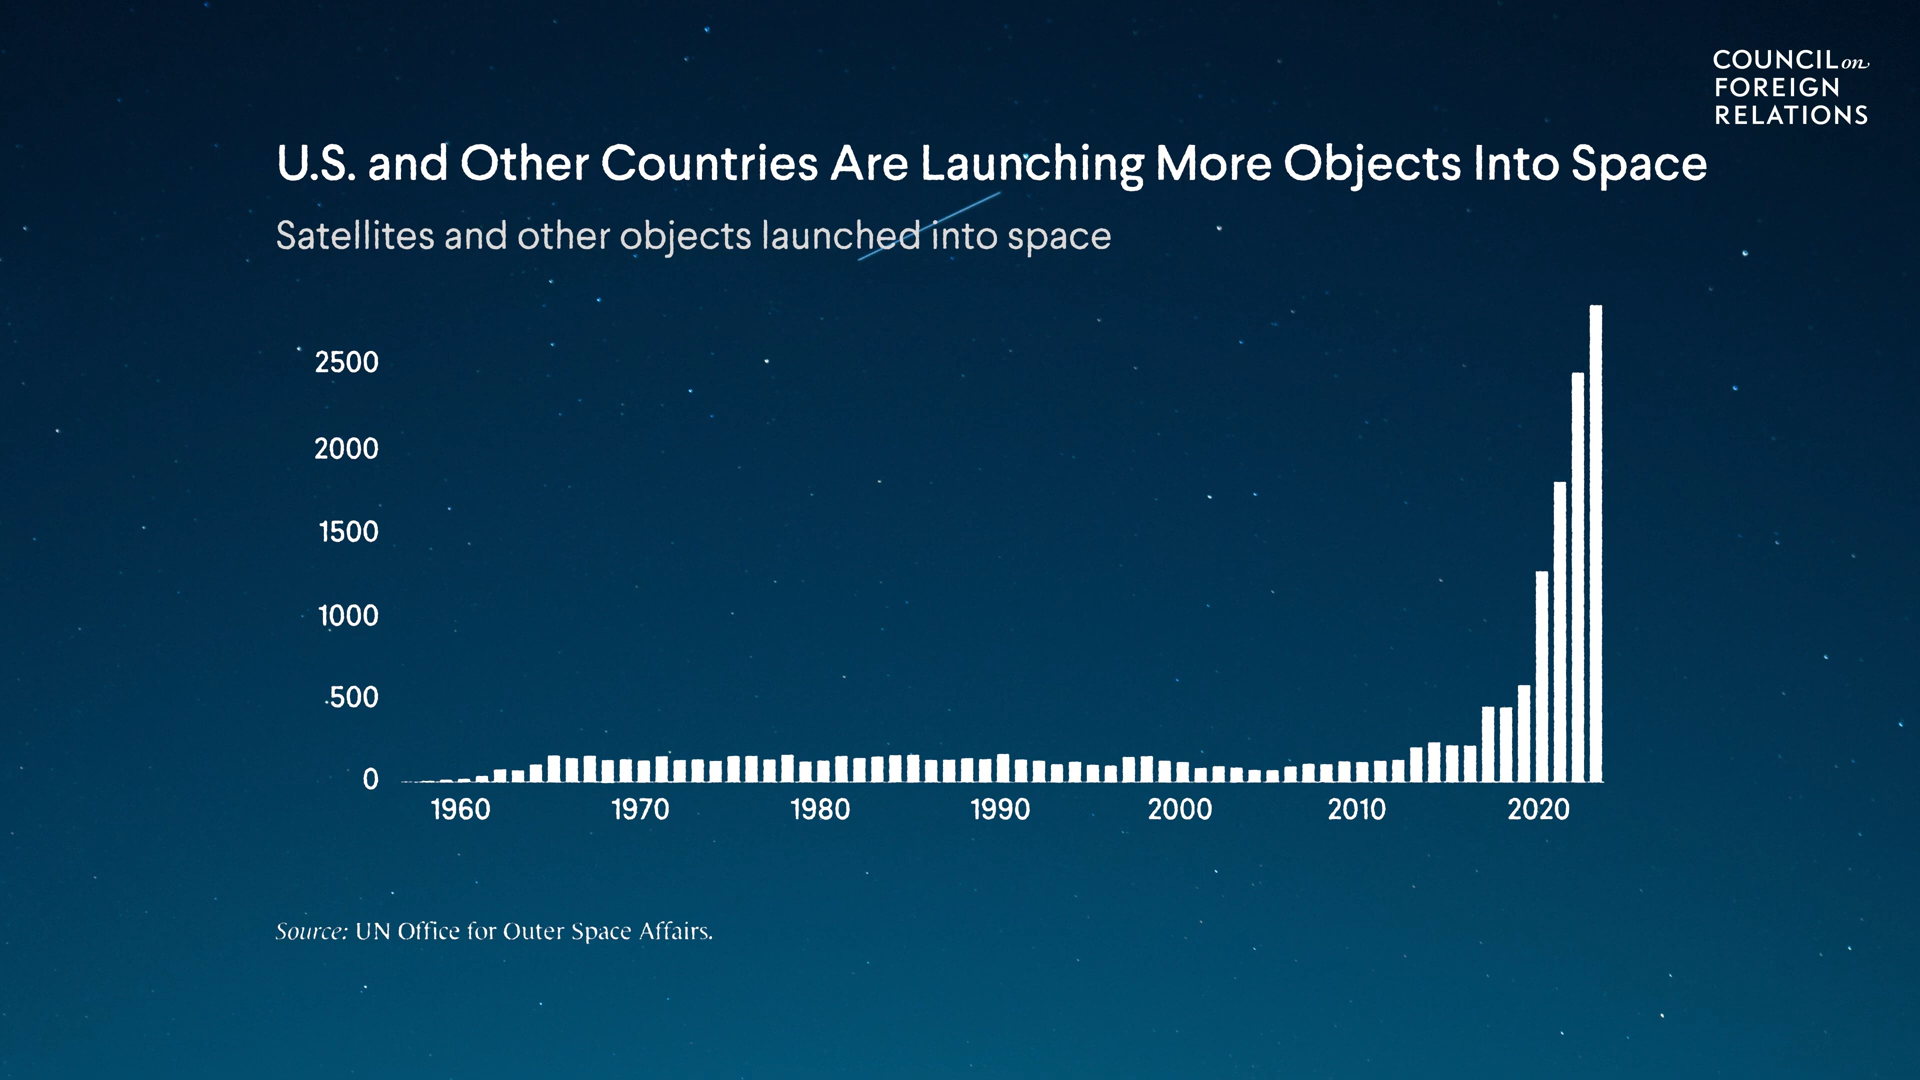 COUNCIL on
FOREIGN
RELATIONS
U.S. and Other Countries Are Launching More Objects Into Space
Satellites and other objects launched into space
2500
2000
1500
1000
500
0
1960 1970 1980 1990 2000 2010 2020
Source: UN Office for Outer Space Affairs.